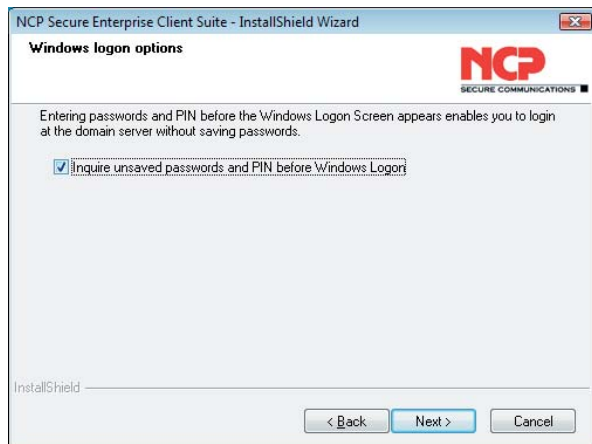 NCP Secure Enterprise Client Suite - InstallShield Wizard
Windows logon options
NCP
SECURE COMMUNICATIONS
Entering passwords and PIN before the Windows Logon Screen appears enables you to login
at the domain server without saving passwords.
Inquire unsaved passwords and PIN before Windows Logon
InstallShield
< Back
Next >
Cancel